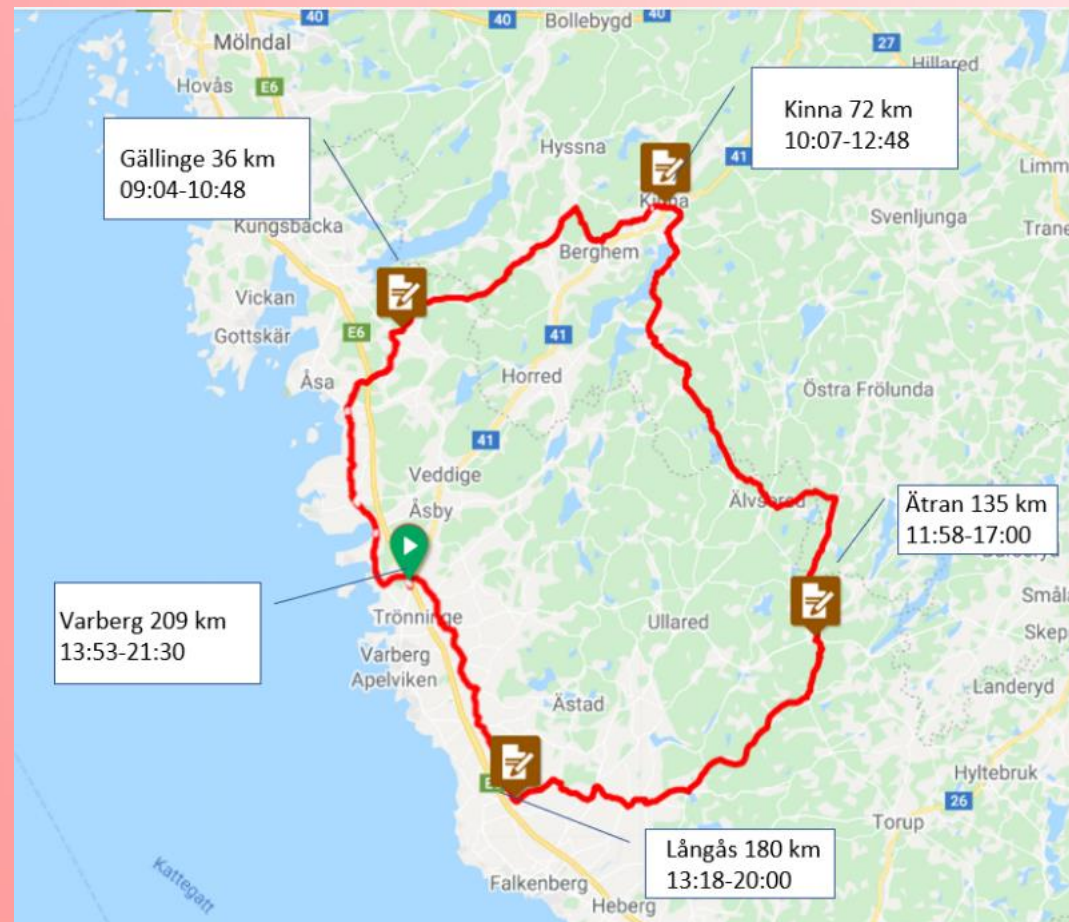 40
40
40
Bollebygd
Mölndal
27
Hillared
Hovås
E6
Kinna 72 km
10:07-12:48
Gällinge 36 km
09:04-10:48
Hyssna
41
Limm
Kinna
Svenljunga
Kungsbacka
Trane
Berghem
Vickan
Gottskär
E6
41
Åsa
Horred
Östra Frölunda
41
Veddige
Åsby
Älvsered
Ätran 135 km
11:58-17:00
Varberg 209 km
13:53-21:30
Trönninge
Ullared
Småla
Skep
Varberg
Apelviken
Landeryd
Ästad
Hyltebruk
26
Torup
Långås 180 km
13:18-20:00
Kattegatt
Falkenberg
Heberg